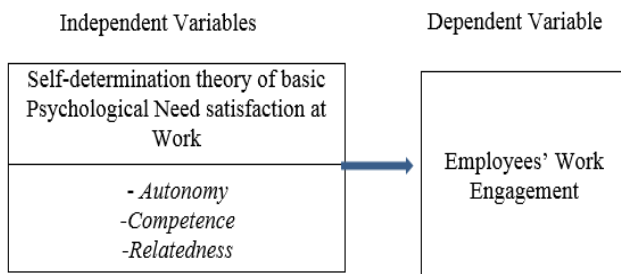 Independent Variables
Dependent Variable
Self-determination theory of basic
Psychological Need satisfaction at
Work
- Autonomy
-Competence
-Relatedness
Employees’ Work
Engagement